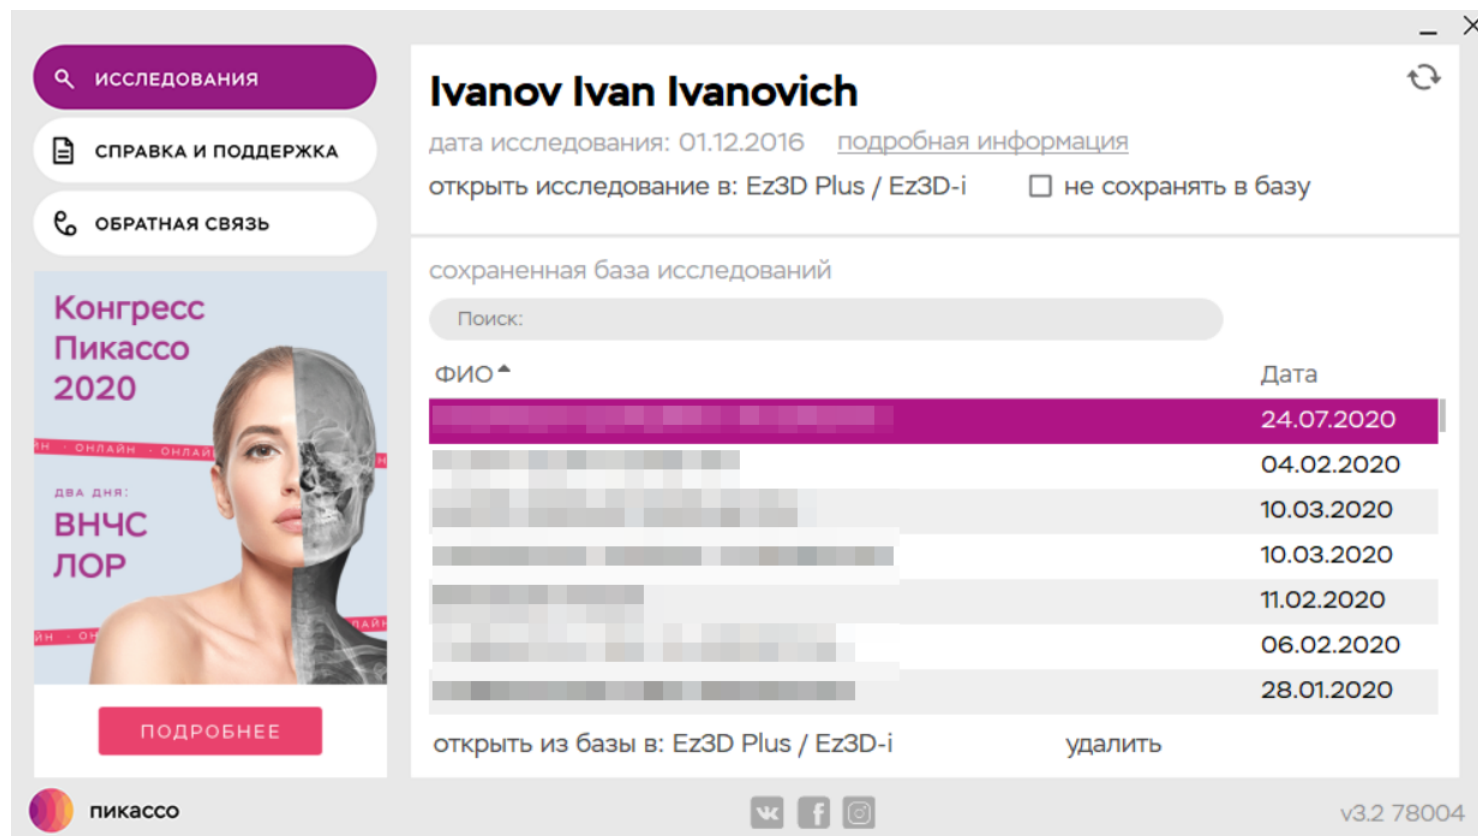 ИССЛЕДОВАНИЯ
СПРАВКА И ПОДДЕРЖКА
ОБРАТНАЯ СВЯЗЬ
Конгресс
Пикассо
2020
ОНЛАЙН
ДВА ДНЯ:
ВНЧС
ЛОР
ПОДРОБНЕЕ
пикассо
Ivanov Ivan Ivanovich
дата исследования: 01.12.2016 подробная информация
открыть исследование в: Ez3D Plus / Ez3D-i не сохранять в базу
сохраненная база исследований
Поиск:
ФИО Дата
24.07.2020
04.02.2020
10.03.2020
10.03.2020
11.02.2020
06.02.2020
28.01.2020
открыть из базы в: Ez3D Plus / Ez3D-i удалить
v3.2 78004